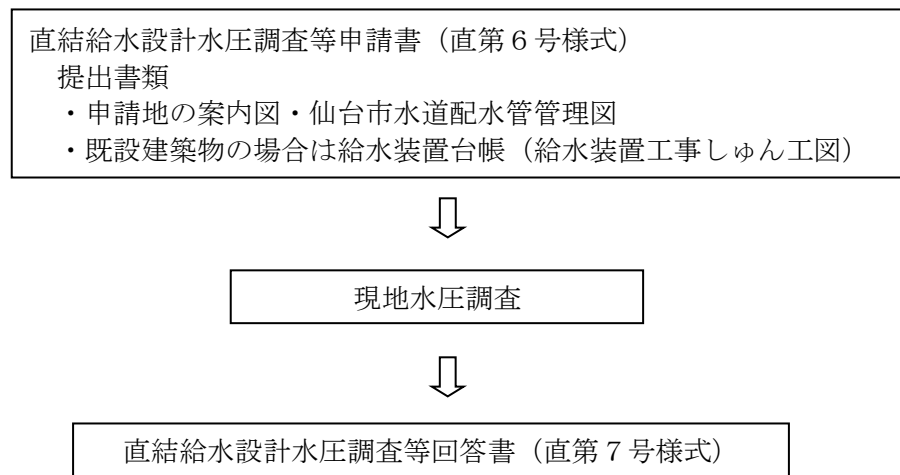 直結給水設計水圧調査等申請書（直第６号様式）
提出書類
・申請地の案内図・仙台市水道配水管管理図
・既設建築物の場合は給水装置台帳（給水装置工事しゅん工図）
現地水圧調査
直結給水設計水圧調査等回答書（直第７号様式）